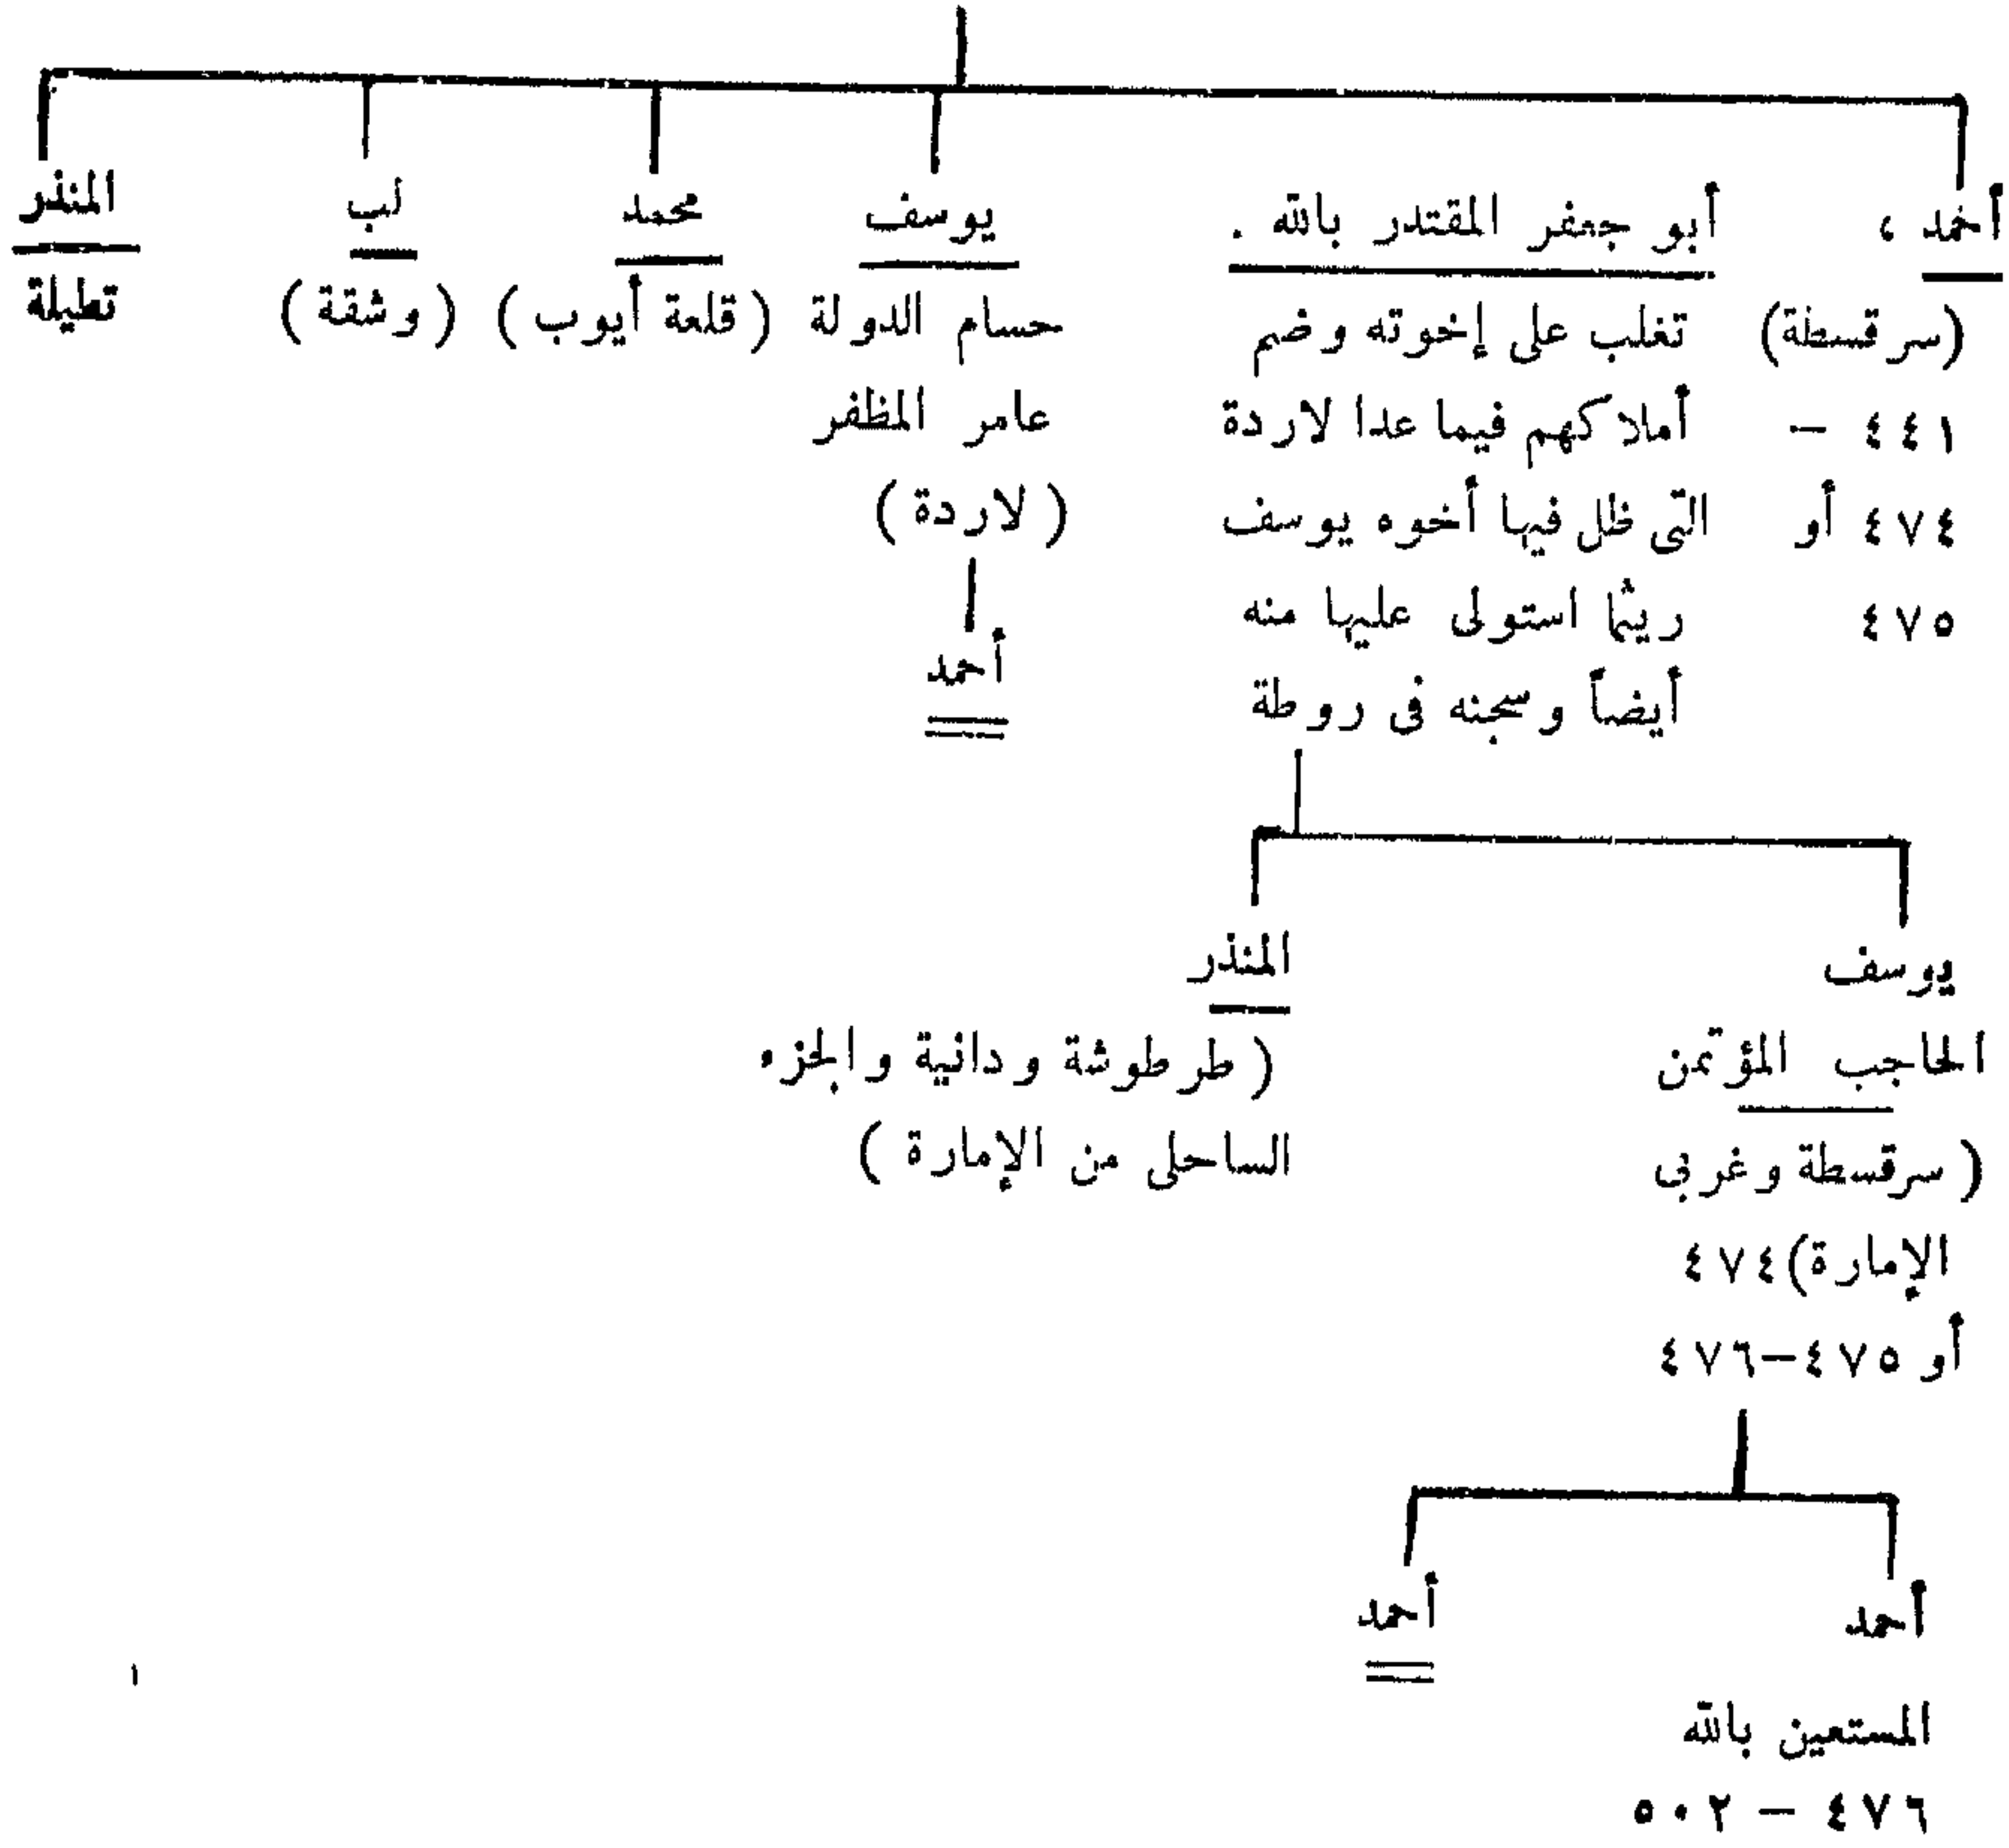 أحمد ، أبو جعفر المقتدر بالله .
(سرقسطة) تغلب على إخوته وضم
٤٤١ – أملاكهم فيما عدا لاردة
٤٧٤ أو التى ظل فيها أخوه يوسف
٤٧٥ ريثما استولى عليها منه
أيضاً وسجنه فى روطة
يوسف
حسام الدولة
عامر المظفر
( لاردة )
أحمد
محمد
( قلعة أيوب )
لب
( وشقة )
المنذر
تطيلة
يوسف
الحاجب المؤتمن
( سرقسطة وغربى
الإمارة) ٤٧٤
أو ٤٧٥–٤٧٦
المنذر
( طرطوشة ودانية والجزء
الساحلى من الإمارة )
أحمد
المستعين بالله
٤٧٦ – ٥٠٢
أحمد